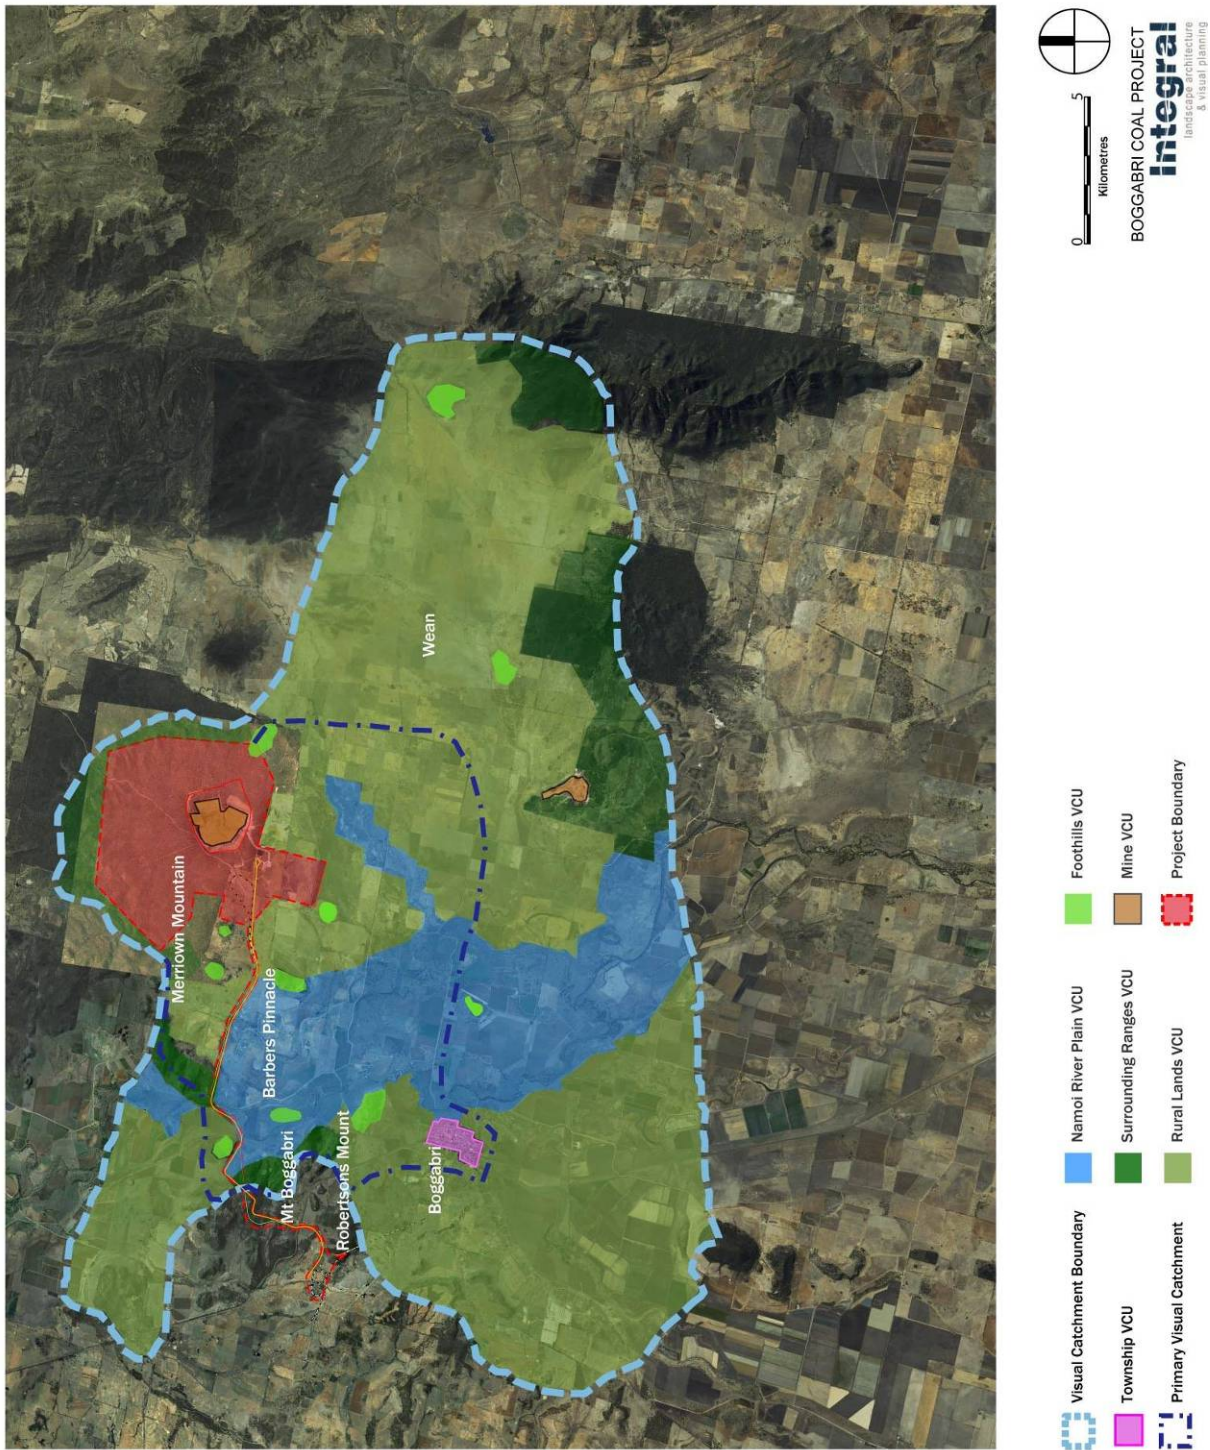 Merriown Mountain
Barbers Pinnacle
Mt Boggabri
Robertsons Mount
Boggabri
Wean
Visual Catchment Boundary
Township VCU
Primary Visual Catchment
Namoi River Plain VCU
Surrounding Ranges VCU
Rural Lands VCU
Foothills VCU
Mine VCU
Project Boundary
0 5
Kilometres
BOGGABRI COAL PROJECT
integral
landscape architecture
& visual planning